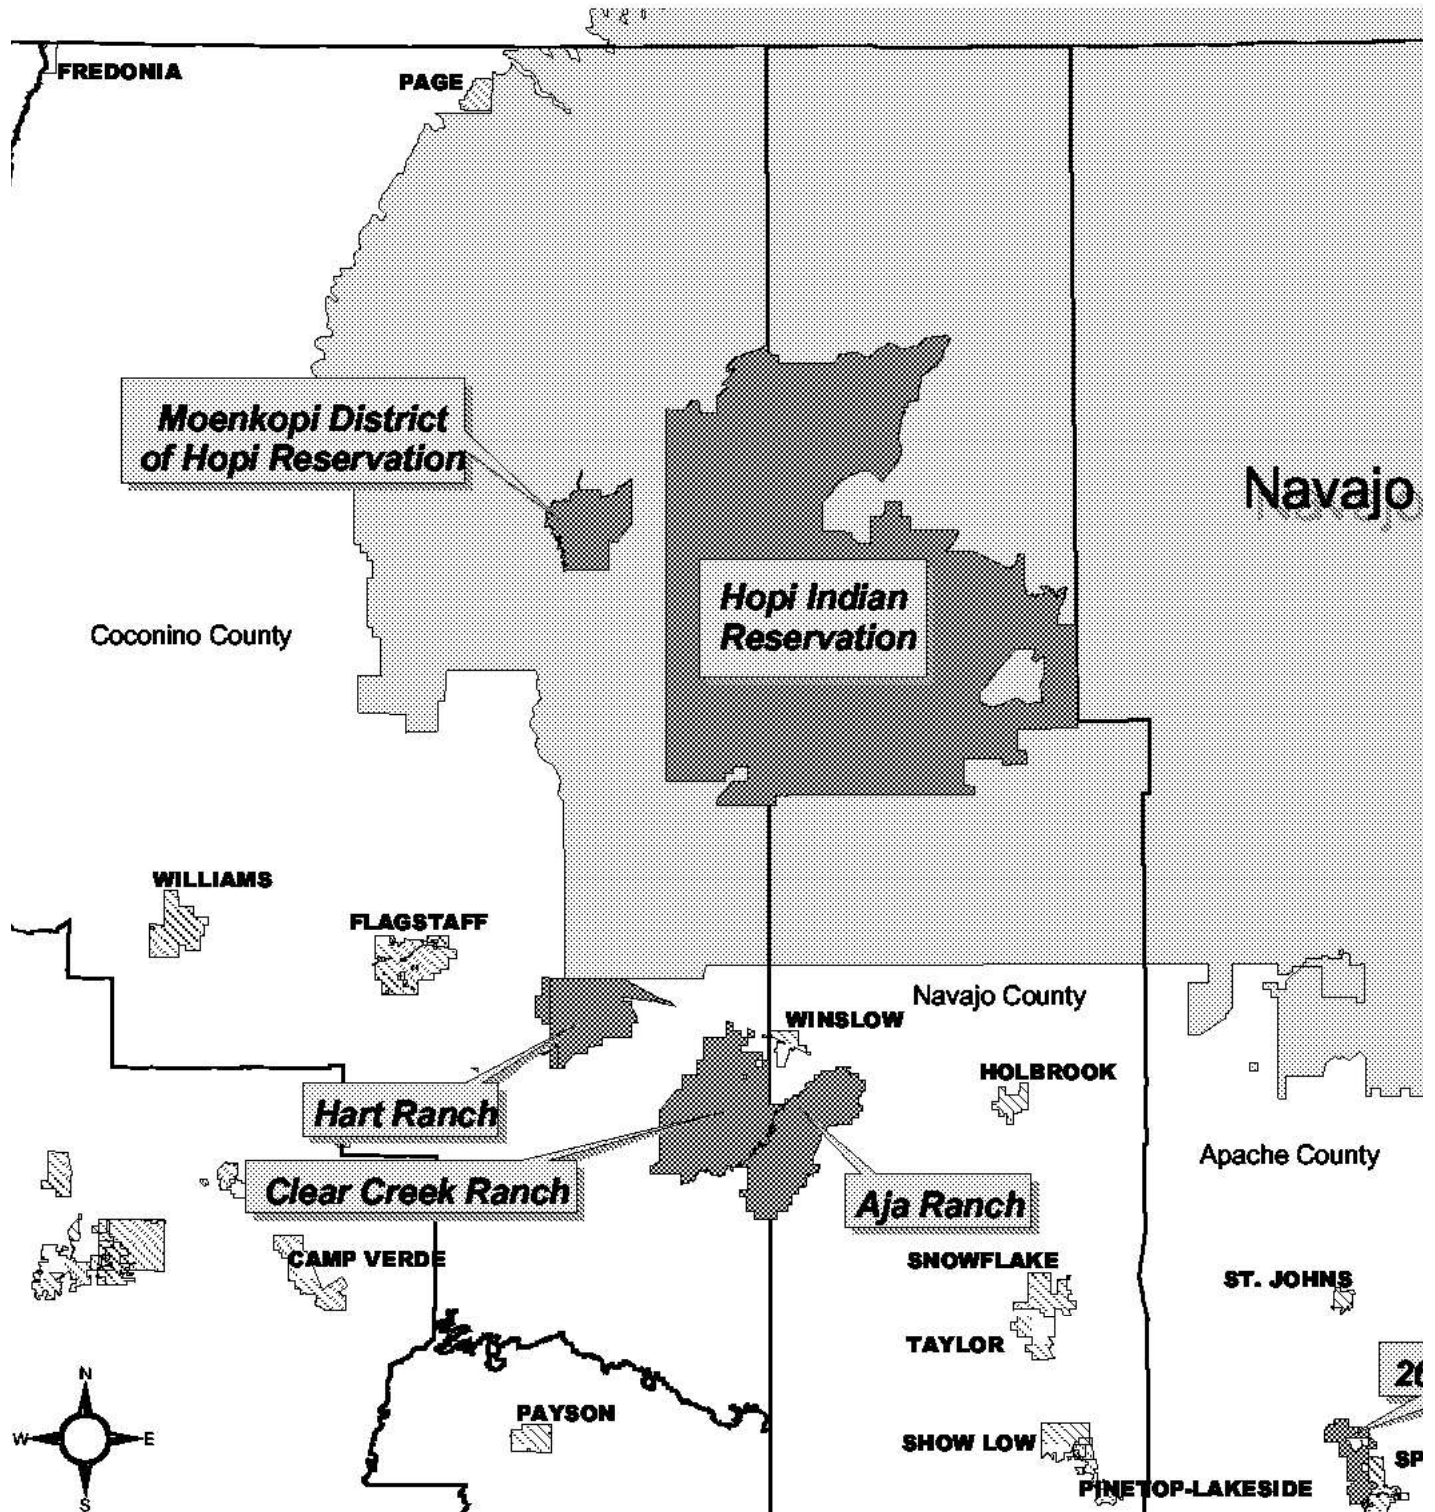 FREDONIA
PAGE
Moenkopi District
of Hopi Reservation
Navajo
Hopi Indian
Reservation
Coconino County
WILLIAMS
FLAGSTAFF
Navajo County
WINSLOW
HOLBROOK
Hart Ranch
Apache County
Clear Creek Ranch
Aja Ranch
CAMP VERDE
SNOWFLAKE
ST. JOHNS
TAYLOR
N
W
E
S
PAYSON
SHOW LOW
PINETOP-LAKESIDE
SP